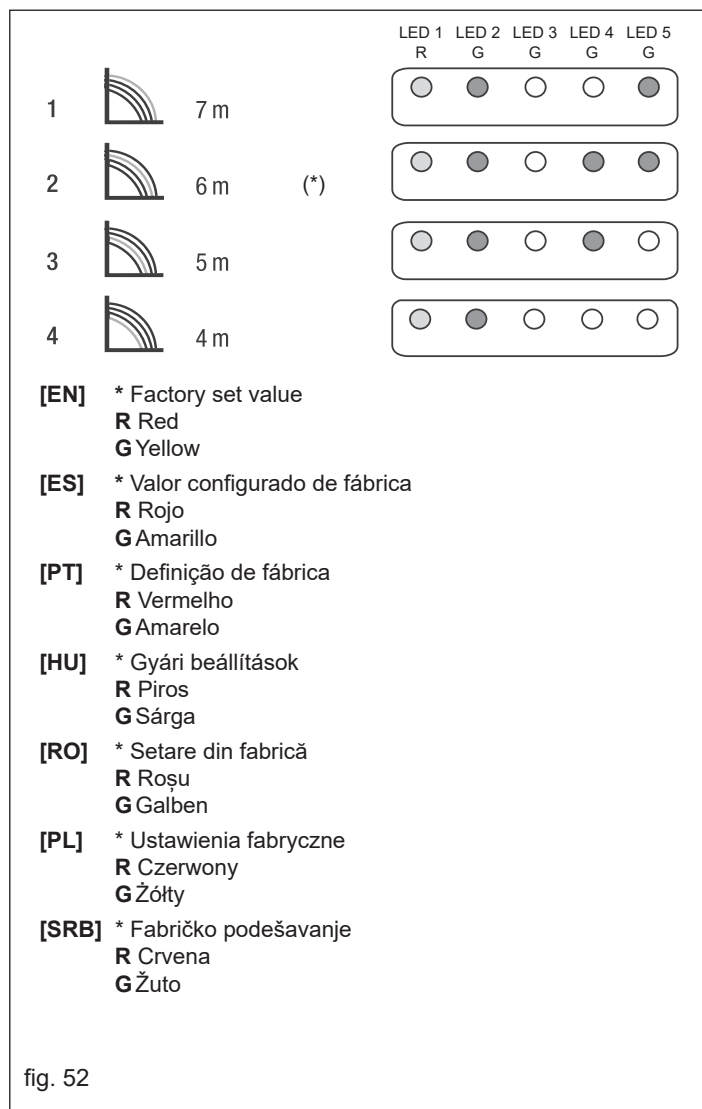 LED 1 LED 2 LED 3 LED 4 LED 5
R G G G G
1 7 m
2 6 m (*)
3 5 m
4 4 m
[EN] * Factory set value
R Red
G Yellow
[ES] * Valor configurado de fábrica
R Rojo
G Amarillo
[PT] * Definição de fábrica
R Vermelho
G Amarelo
[HU] * Gyári beállítások
R Piros
G Sárga
[RO] * Setare din fabrică
R Roșu
G Galben
[PL] * Ustawienia fabryczne
R Czerwony
G Żółty
[SRB] * Fabričko podešavanje
R Crvena
G Žuto
fig. 52